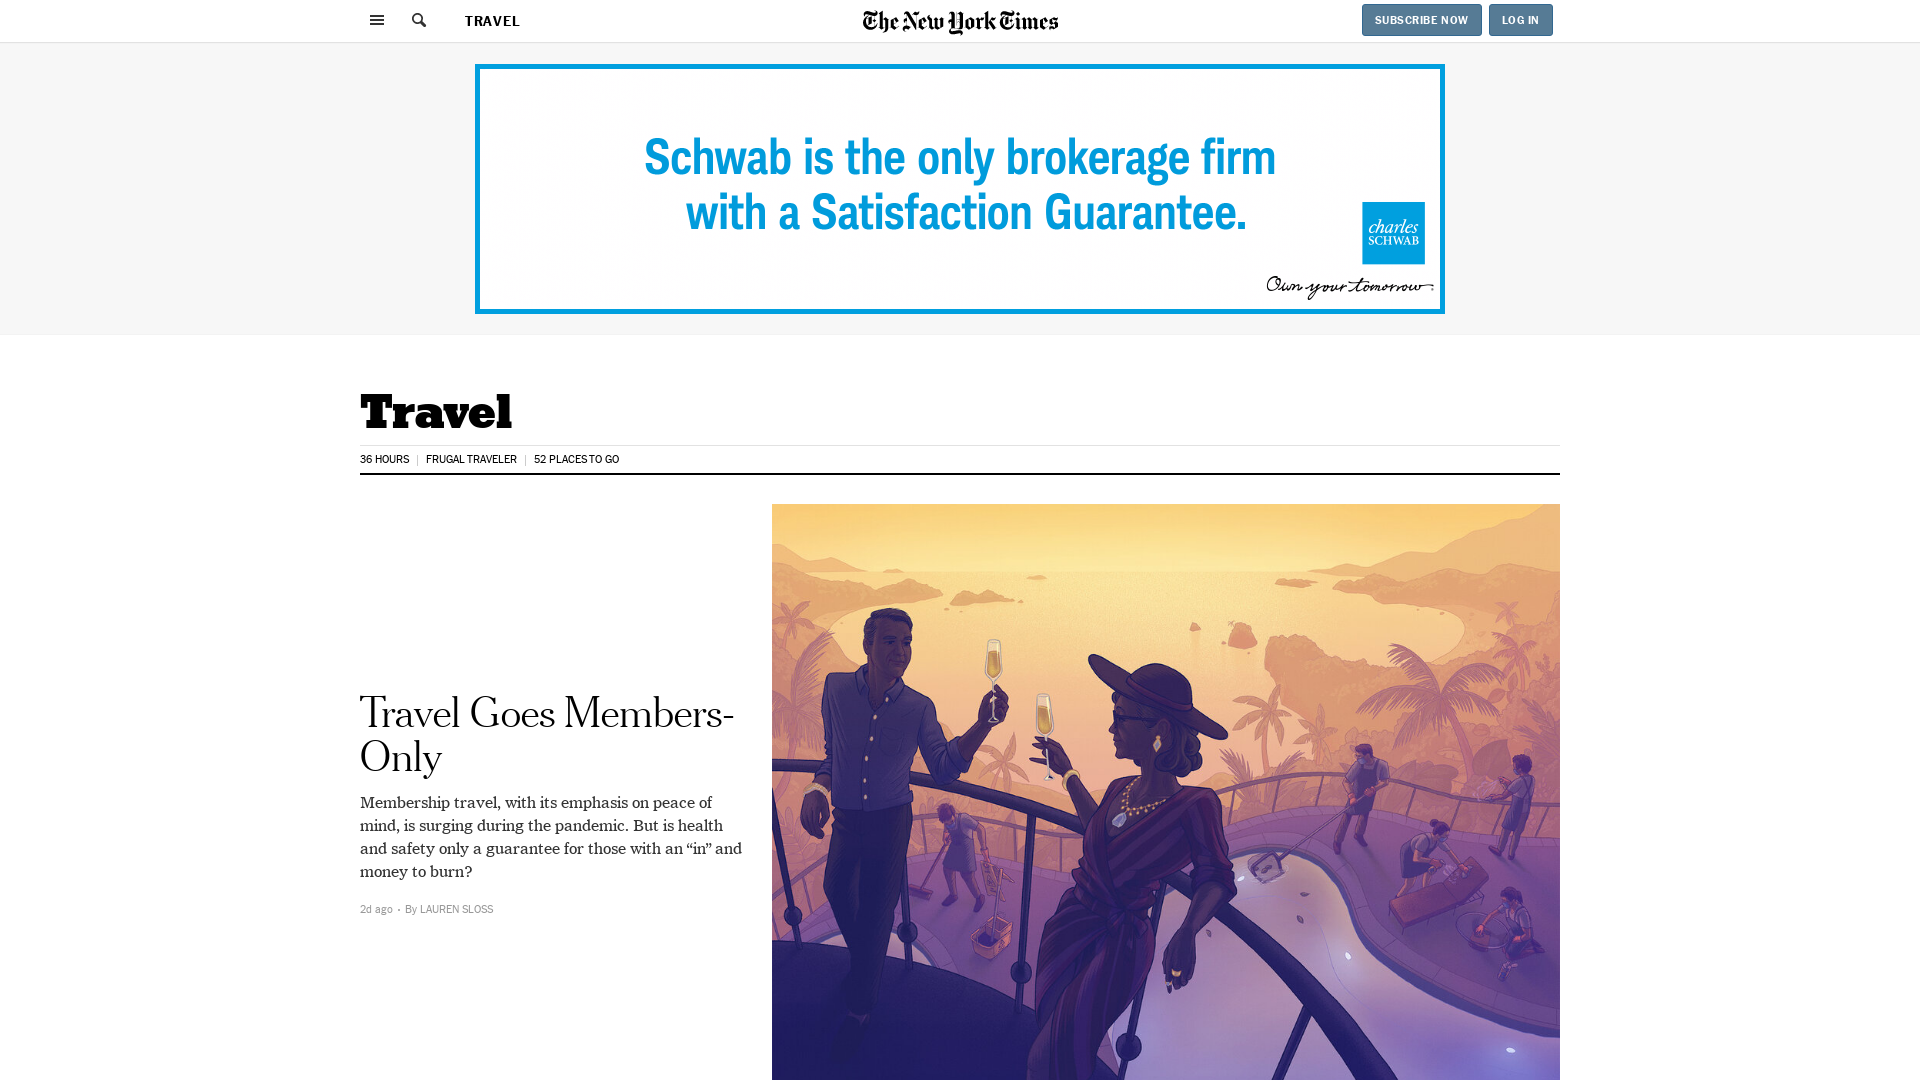 TRAVEL
The New York Times
SUBSCRIBE NOW
LOG IN
Schwab is the only brokerage firm
with a Satisfaction Guarantee.
charles
SCHWAB
Own your tomorrow.
Travel
36 HOURS
FRUGAL TRAVELER
52 PLACES TO GO
Travel Goes Members-
Only
Membership travel, with its emphasis on peace of
mind, is surging during the pandemic. But is health
and safety only a guarantee for those with an “in” and
money to burn?
2d ago • By LAUREN SLOSS